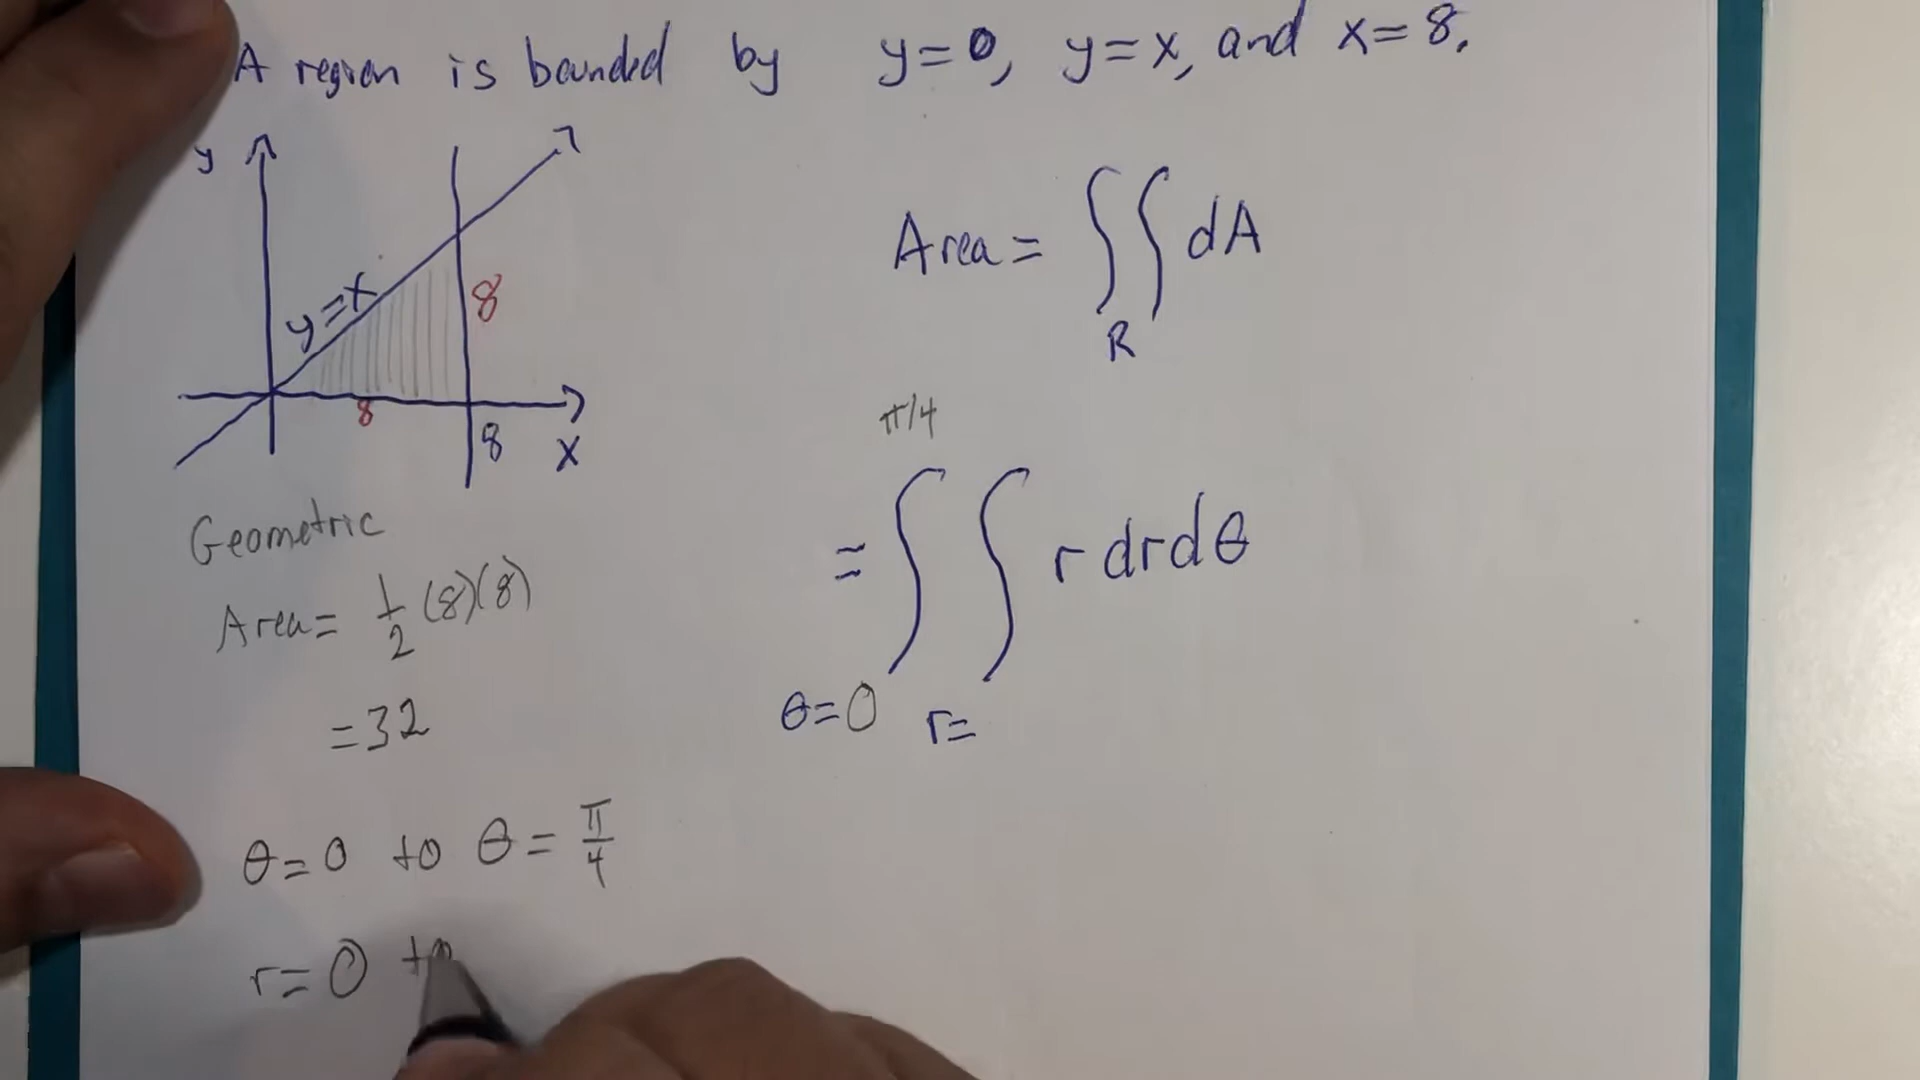 A region is bounded by y=0, y=x, and x=8.
y
y=x
8
8
8
x
Geometric
Area= 1/2 (8)(8)
=32
θ=0 to θ=π/4
r=0 to
Area= ∫∫ dA
R
π/4
=∫∫ r dr dθ
θ=0 r=